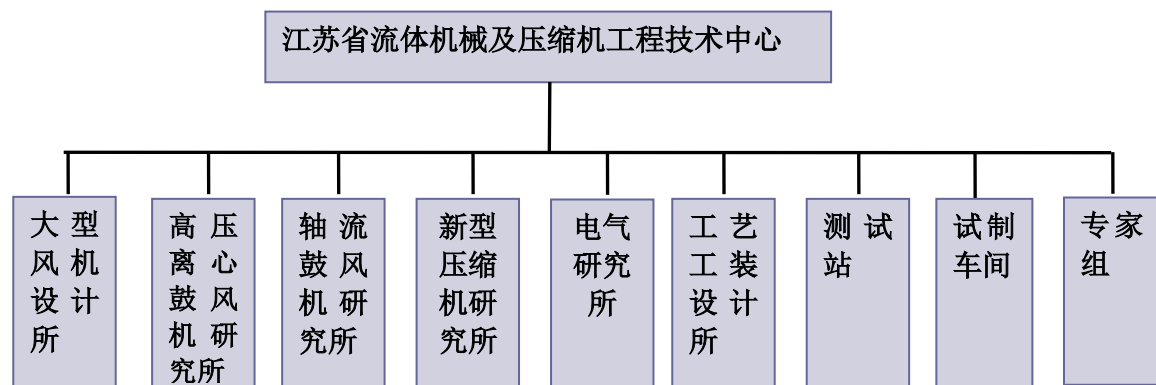 江苏省流体机械及压缩机工程技术中心
大型
风机
设计
所
高压
离心
鼓风
机研
究所
轴流
鼓风
机研
究所
新型
压缩
机研
究所
电气
研究
所
工艺
工装
设计
所
测试
站
试制
车间
专家
组